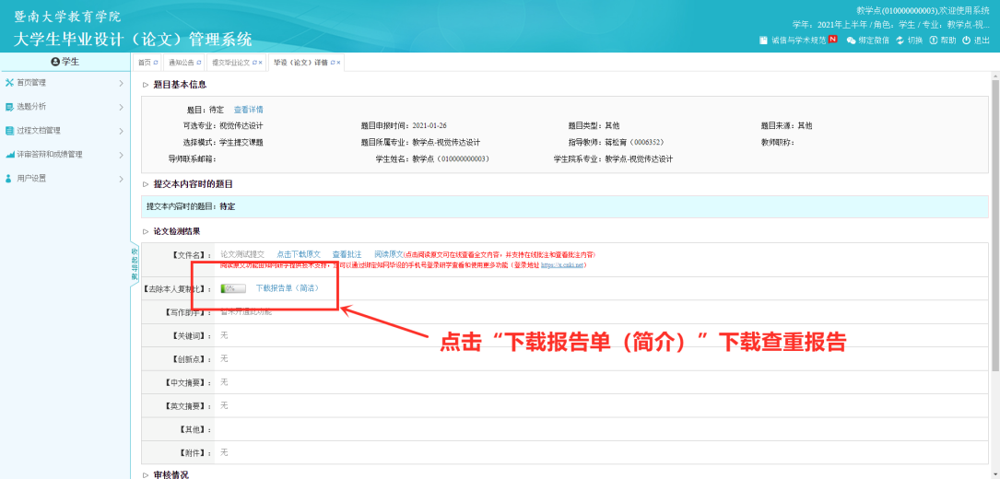 暨南大学教育学院
大学生毕业设计（论文）管理系统
教学点(010000000003),欢迎使用系统
学年：2021年上半年 / 角色：学生 / 专业：教学点-视...
诚信与学术规范 N 绑定微信 切换 帮助 退出
学生
首页 通知公告 提交毕业论文 × 毕设（论文）详情 ×
首页管理
选题分析
过程文档管理
评审答辩和成绩管理
用户设置
▷ 题目基本信息
题目：待定 查看详情
可选专业：视觉传达设计 题目申报时间：2021-01-26 题目类型：其他 题目来源：其他
选择模式：学生提交课题 题目所属专业：教学点-视觉传达设计 指导教师：蒋松育（0006352） 教师职称：
导师联系邮箱： 学生姓名：教学点（010000000003） 学生院系专业：教学点-视觉传达设计
▷ 提交本内容时的题目
提交本内容时的题目：待定
▷ 论文检测结果
【文件名】： 论文测试提交 点击下载原文 查看批注 阅读原文(点击阅读原文可在线查看全文内容；并支持在线批注和查看批注内容)
阅读原文功能由知网研学提供技术支持；您可以通过绑定知网毕设的手机号登录研学查看和使用更多功能（登录地址 https://x.cnki.net）
【去除本人复制比】： 0% 下载报告单（简洁）
【写作助手】： 暂未开通此功能
【关键词】： 无
【创新点】： 无
【中文摘要】： 无
【英文摘要】： 无
【其他】：
【附件】： 无
▷ 审核情况
点击“下载报告单（简介）”下载查重报告